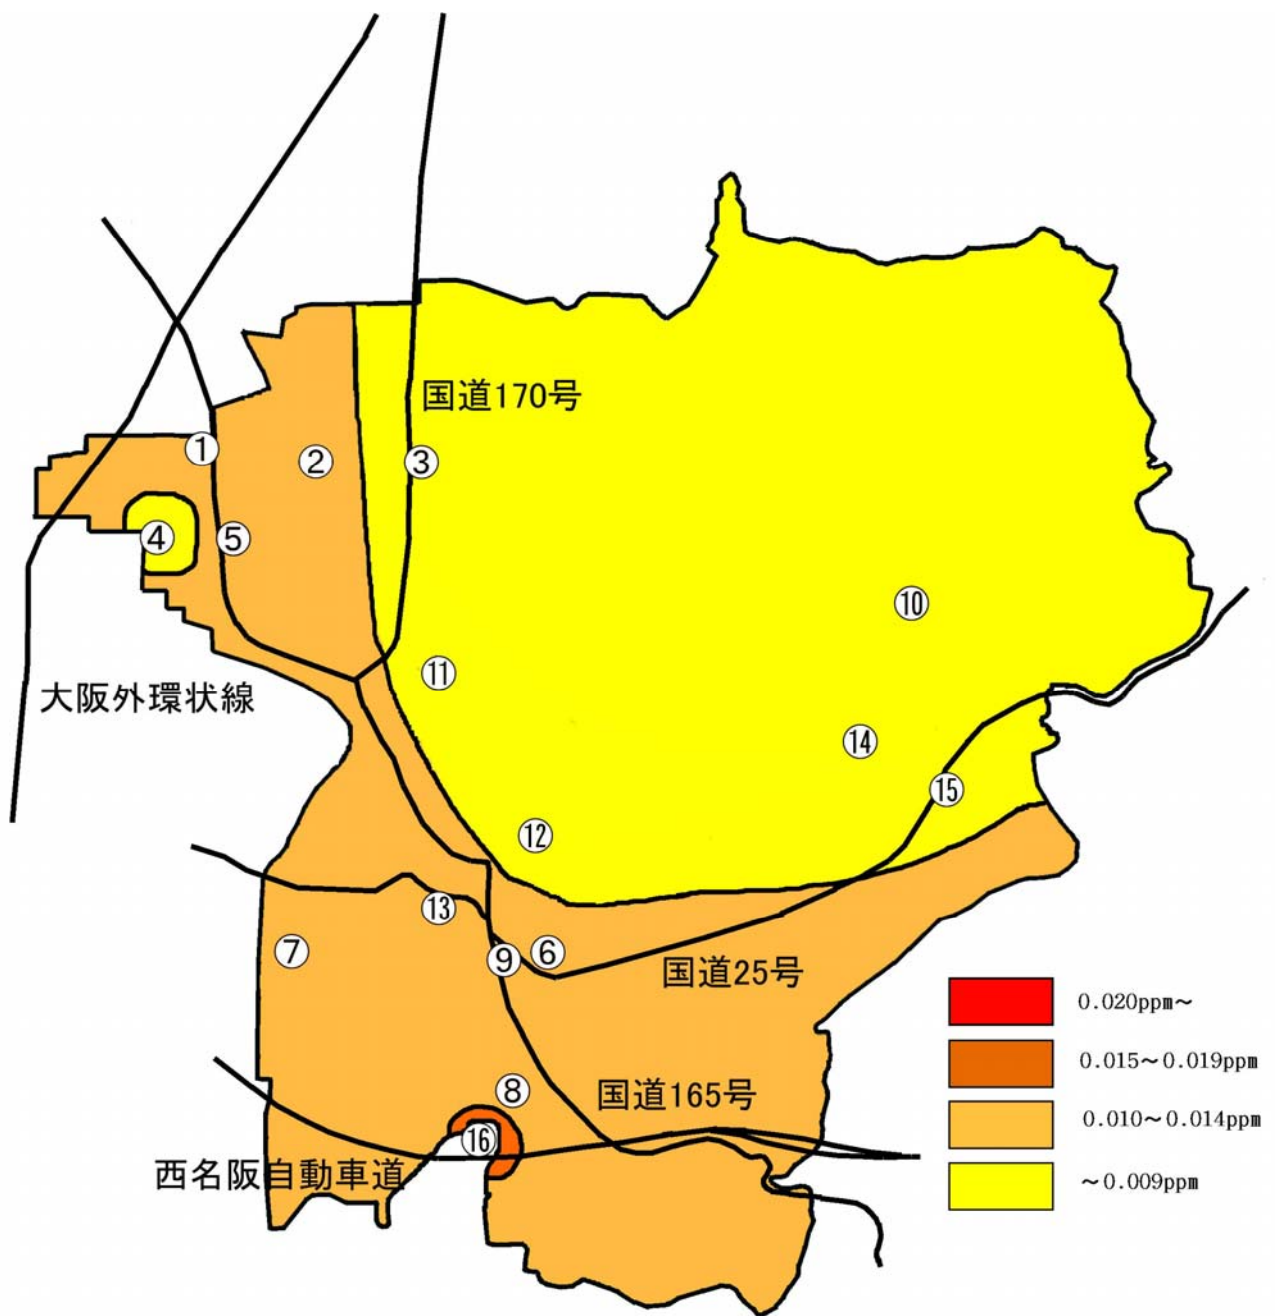 国道170号
①
②
③
④
⑤
⑩
⑪
大阪外環状線
⑭
⑮
⑫
⑬
⑦
⑨
⑥
国道25号
0.020ppm～
0.015～0.019ppm
⑧
国道165号
0.010～0.014ppm
⑯
西名阪自動車道
～0.009ppm